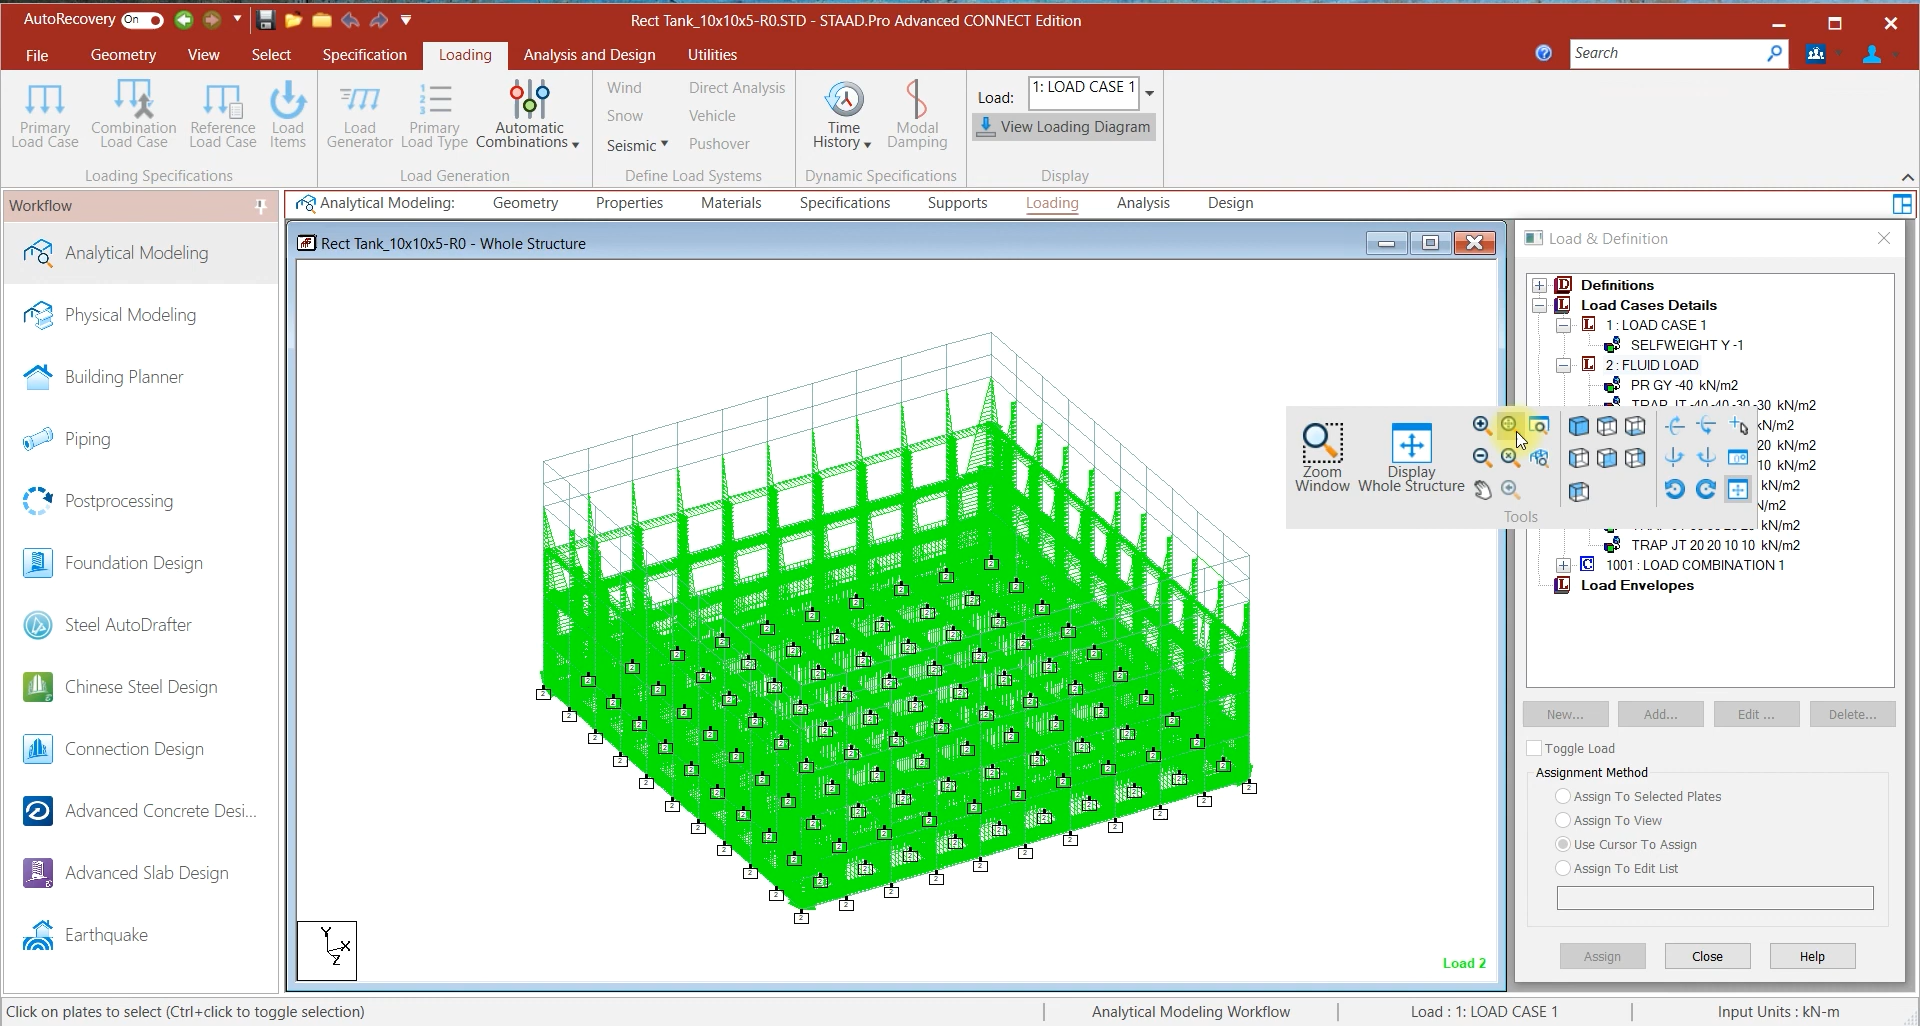 AutoRecovery On
Rect Tank_10x10x5-R0.STD - STAAD.Pro Advanced CONNECT Edition
File Geometry View Select Specification Loading Analysis and Design Utilities
Search
Primary Load Case
Combination Load Case
Reference Load Case
Load Items
Loading Specifications
Load Generator
Primary Load Type
Automatic Combinations
Load Generation
Wind
Snow
Seismic
Direct Analysis
Vehicle
Pushover
Define Load Systems
Time History
Modal Damping
Dynamic Specifications
Load: 1: LOAD CASE 1
View Loading Diagram
Display
Workflow
Analytical Modeling: Geometry Properties Materials Specifications Supports Loading Analysis Design
Analytical Modeling
Physical Modeling
Building Planner
Piping
Postprocessing
Foundation Design
Steel AutoDrafter
Chinese Steel Design
Connection Design
Advanced Concrete Desi...
Advanced Slab Design
Earthquake
Rect Tank_10x10x5-R0 - Whole Structure
Y
X
Z
Load 2
Zoom Window
Display Whole Structure
Tools
Load & Definition
Definitions
Load Cases Details
1 : LOAD CASE 1
SELFWEIGHT Y -1
2 : FLUID LOAD
PR GY -40 kN/m2
TRAP JT -40 -40 -30 -30 kN/m2
kN/m2
20 kN/m2
10 kN/m2
kN/m2
/m2
kN/m2
TRAP JT 20 20 10 10 kN/m2
1001 : LOAD COMBINATION 1
Load Envelopes
New... Add... Edit ... Delete...
Toggle Load
Assignment Method
Assign To Selected Plates
Assign To View
Use Cursor To Assign
Assign To Edit List
Assign Close Help
Click on plates to select (Ctrl+click to toggle selection)
Analytical Modeling Workflow
Load : 1: LOAD CASE 1
Input Units : kN-m